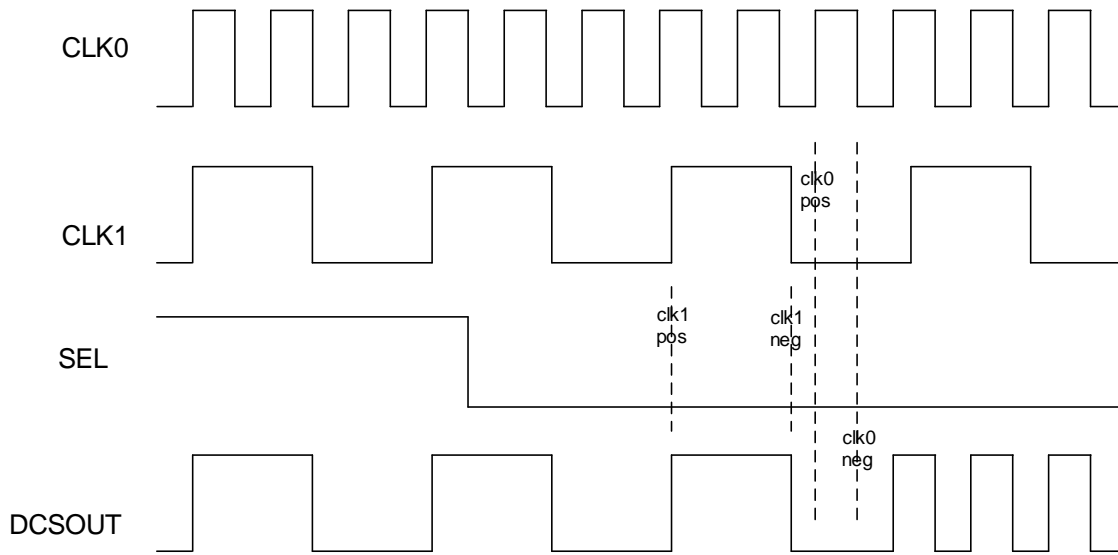 CLK0
clk0
pos
CLK1
clk1
pos
clk1
neg
SEL
clk0
neg
DCSOUT